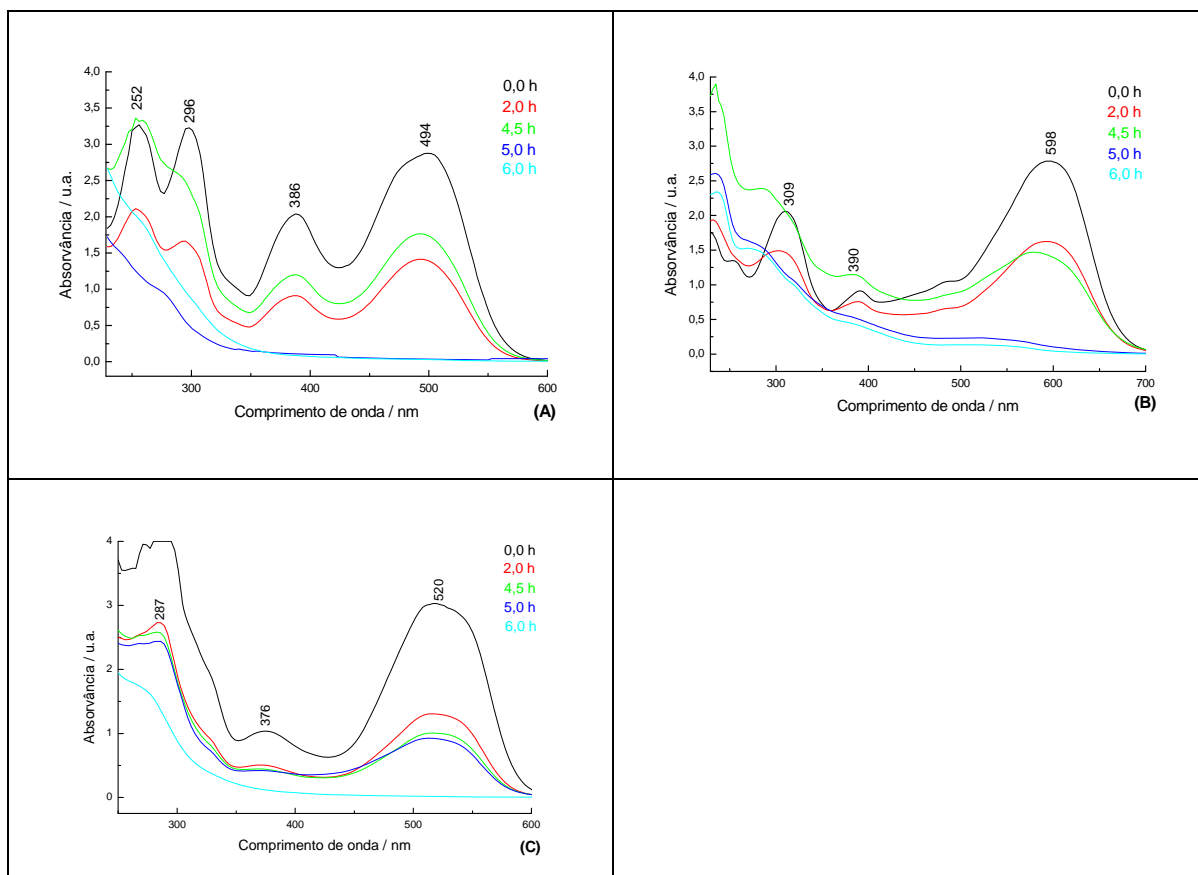 4,0
3,5
3,0
2,5
2,0
1,5
1,0
0,5
0,0
Absorvância / u.a.
252
296
386
494
0,0 h
2,0 h
4,5 h
5,0 h
6,0 h
300 400 500 600
Comprimento de onda / nm
(A)
4,0
3,5
3,0
2,5
2,0
1,5
1,0
0,5
0,0
Absorvância / u.a.
309
390
598
0,0 h
2,0 h
4,5 h
5,0 h
6,0 h
300 400 500 600 700
Comprimento de onda / nm
(B)
4
3
2
1
0
Absorvância / u.a.
287
376
520
0,0 h
2,0 h
4,5 h
5,0 h
6,0 h
300 400 500 600
Comprimento de onda / nm
(C)